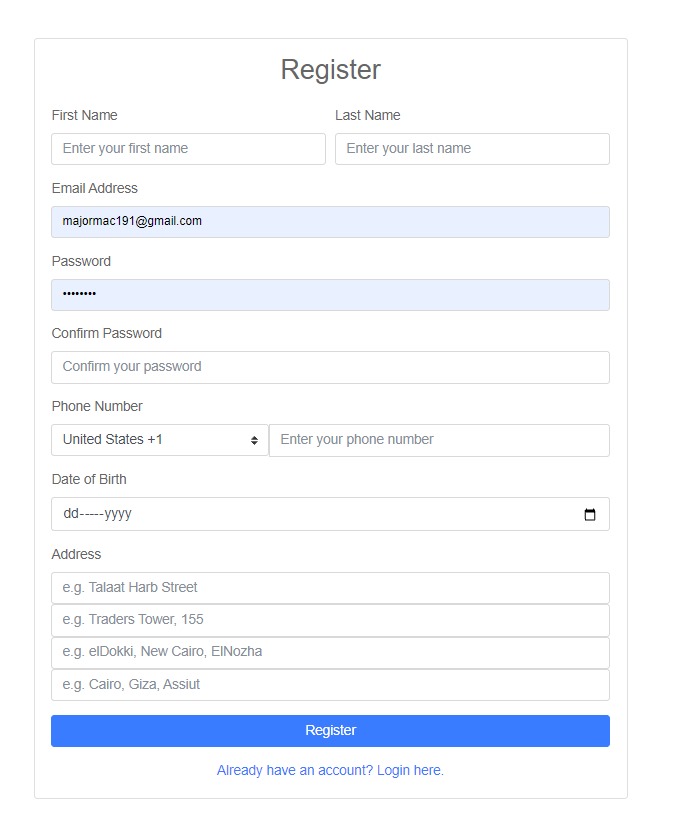 Register
First Name Last Name
Enter your first name Enter your last name
Email Address
majormac191@gmail.com
Password
••••••••
Confirm Password
Confirm your password
Phone Number
United States +1 Enter your phone number
Date of Birth
dd-----yyyy
Address
e.g. Talaat Harb Street
e.g. Traders Tower, 155
e.g. elDokki, New Cairo, ElNozha
e.g. Cairo, Giza, Assiut
Register
Already have an account? Login here.